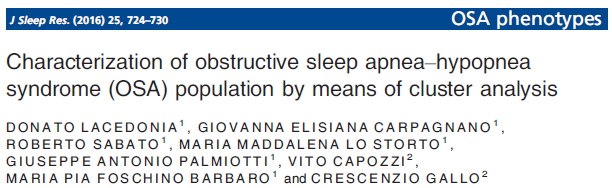 J Sleep Res. (2016) 25, 724–730
OSA phenotypes
Characterization of obstructive sleep apnea–hypopnea
syndrome (OSA) population by means of cluster analysis
DONATO LACEDONIA¹, GIOVANNA ELISIANA CARPAGNANO¹,
ROBERTO SABATO¹, MARIA MADDALENA LO STORTO¹,
GIUSEPPE ANTONIO PALMIOTTI¹, VITO CAPOZZI²,
MARIA PIA FOSCHINO BARBARO¹ and CRESCENZIO GALLO²